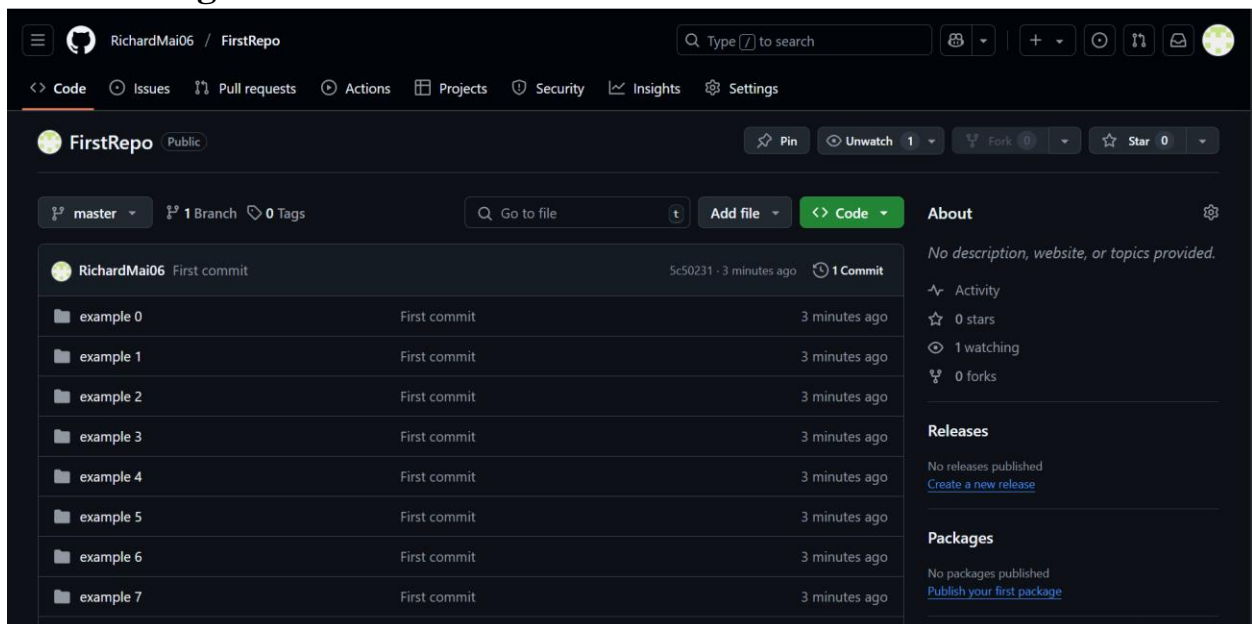 RichardMai06 / FirstRepo
Type / to search
Code Issues Pull requests Actions Projects Security Insights Settings
FirstRepo Public
Pin Unwatch 1 Fork 0 Star 0
master 1 Branch 0 Tags
Go to file t Add file Code
RichardMai06 First commit 5c50231 · 3 minutes ago 1 Commit
example 0 First commit 3 minutes ago
example 1 First commit 3 minutes ago
example 2 First commit 3 minutes ago
example 3 First commit 3 minutes ago
example 4 First commit 3 minutes ago
example 5 First commit 3 minutes ago
example 6 First commit 3 minutes ago
example 7 First commit 3 minutes ago
About
No description, website, or topics provided.
Activity
0 stars
1 watching
0 forks
Releases
No releases published
Create a new release
Packages
No packages published
Publish your first package